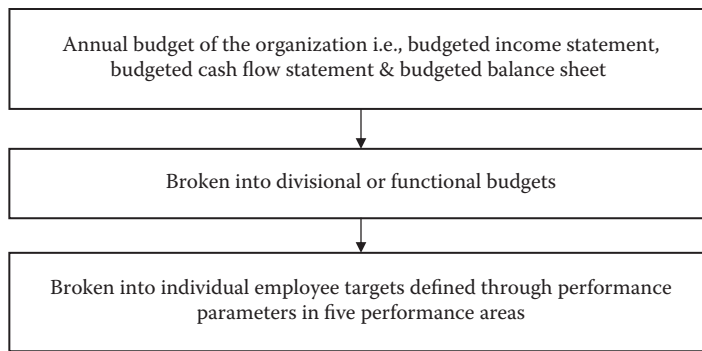 Annual budget of the organization i.e., budgeted income statement,
budgeted cash flow statement & budgeted balance sheet
Broken into divisional or functional budgets
Broken into individual employee targets defined through performance
parameters in five performance areas